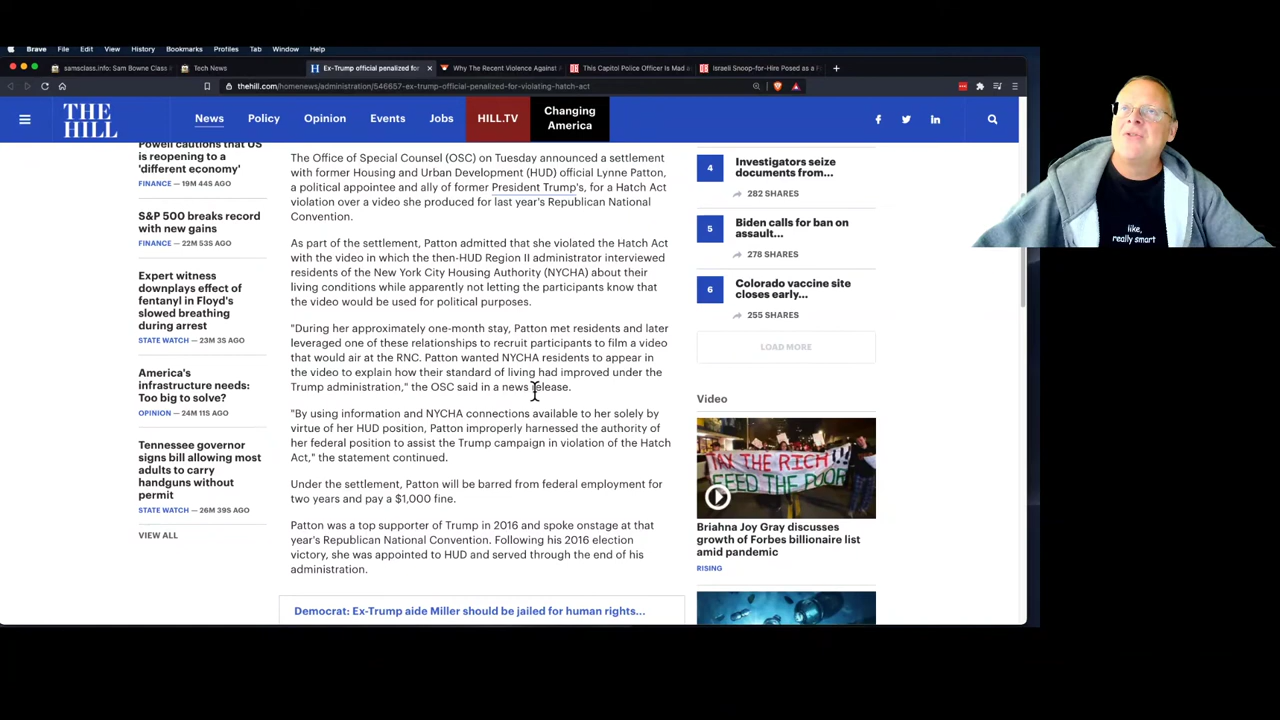 Brave File Edit View History Bookmarks Profiles Tab Window Help
samsclass.info: Sam Bowne Class
Tech News
Ex-Trump official penalized for
Why The Recent Violence Against
This Capitol Police Officer Is Mad a
Israeli Snoop-for-Hire Posed as a F
thehill.com/homenews/administration/546657-ex-trump-official-penalized-for-violating-hatch-act
THE
HILL
News Policy Opinion Events Jobs HILL.TV
Changing
America
Powell cautions that US
is reopening to a
'different economy'
FINANCE — 19M 44S AGO
S&P 500 breaks record
with new gains
FINANCE — 22M 53S AGO
Expert witness
downplays effect of
fentanyl in Floyd's
slowed breathing
during arrest
STATE WATCH — 23M 3S AGO
America's
infrastructure needs:
Too big to solve?
OPINION — 24M 11S AGO
Tennessee governor
signs bill allowing most
adults to carry
handguns without
permit
STATE WATCH — 26M 39S AGO
VIEW ALL
The Office of Special Counsel (OSC) on Tuesday announced a settlement
with former Housing and Urban Development (HUD) official Lynne Patton,
a political appointee and ally of former President Trump's, for a Hatch Act
violation over a video she produced for last year's Republican National
Convention.
As part of the settlement, Patton admitted that she violated the Hatch Act
with the video in which the then-HUD Region II administrator interviewed
residents of the New York City Housing Authority (NYCHA) about their
living conditions while apparently not letting the participants know that
the video would be used for political purposes.
"During her approximately one-month stay, Patton met residents and later
leveraged one of these relationships to recruit participants to film a video
that would air at the RNC. Patton wanted NYCHA residents to appear in
the video to explain how their standard of living had improved under the
Trump administration," the OSC said in a news release.
"By using information and NYCHA connections available to her solely by
virtue of her HUD position, Patton improperly harnessed the authority of
her federal position to assist the Trump campaign in violation of the Hatch
Act," the statement continued.
Under the settlement, Patton will be barred from federal employment for
two years and pay a $1,000 fine.
Patton was a top supporter of Trump in 2016 and spoke onstage at that
year's Republican National Convention. Following his 2016 election
victory, she was appointed to HUD and served through the end of his
administration.
Democrat: Ex-Trump aide Miller should be jailed for human rights...
4
Investigators seize
documents from...
282 SHARES
5
Biden calls for ban on
assault...
278 SHARES
6
Colorado vaccine site
closes early...
255 SHARES
LOAD MORE
Video
TAX THE RICH!!!
FEED THE POOR
Briahna Joy Gray discusses
growth of Forbes billionaire list
amid pandemic
RISING
like,
really smart